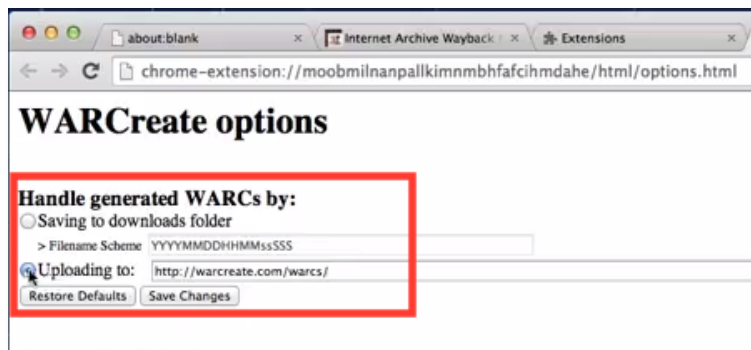 about:blank
Internet Archive Wayback
Extensions
chrome-extension://moobmilnanpallkimnmbhfafcihmdahe/html/options.html
WARCreate options
Handle generated WARCs by:
Saving to downloads folder
> Filename Scheme YYYYMMDDHHMMssSSS
Uploading to: http://warcreate.com/warcs/
Restore Defaults Save Changes